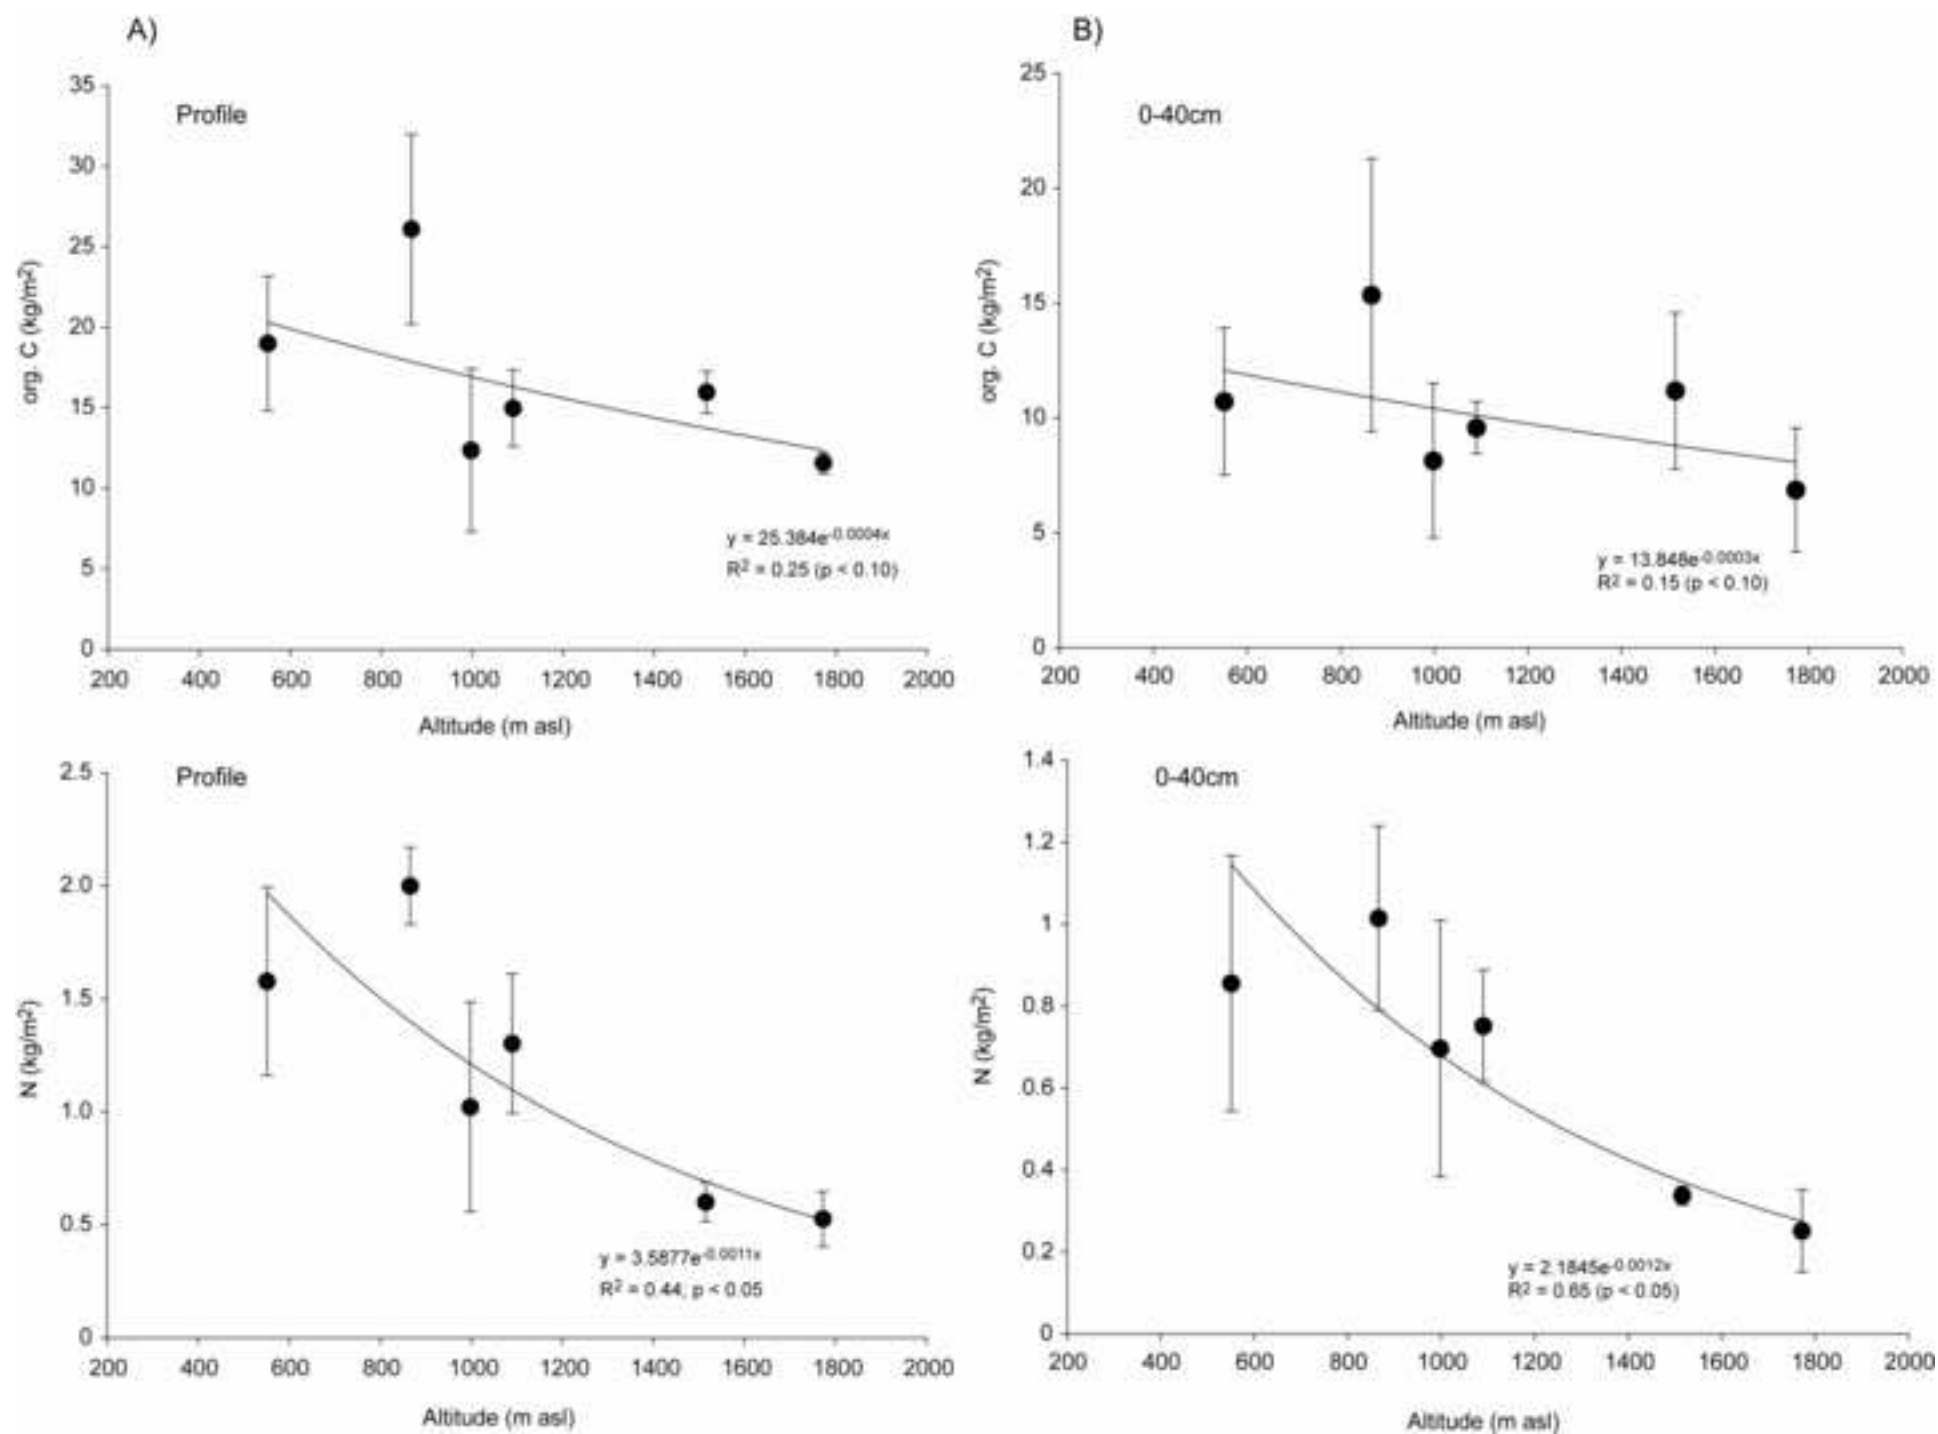 A)
Profile
35
30
25
20
15
10
5
0
org. C (kg/m2)
y = 25.384e-0.0004x
R2 = 0.25 (p < 0.10)
200 400 600 800 1000 1200 1400 1600 1800 2000
Altitude (m asl)
B)
0-40cm
25
20
15
10
5
0
org. C (kg/m2)
y = 13.848e-0.0003x
R2 = 0.15 (p < 0.10)
200 400 600 800 1000 1200 1400 1600 1800 2000
Altitude (m asl)
Profile
2.5
2.0
1.5
1.0
0.5
0
N (kg/m2)
y = 3.5877e-0.0011x
R2 = 0.44, p < 0.05
200 400 600 800 1000 1200 1400 1600 1800 2000
Altitude (m asl)
0-40cm
1.4
1.2
1
0.8
0.6
0.4
0.2
0
N (kg/m2)
y = 2.1845e-0.0012x
R2 = 0.65 (p < 0.05)
200 400 600 800 1000 1200 1400 1600 1800 2000
Altitude (m asl)